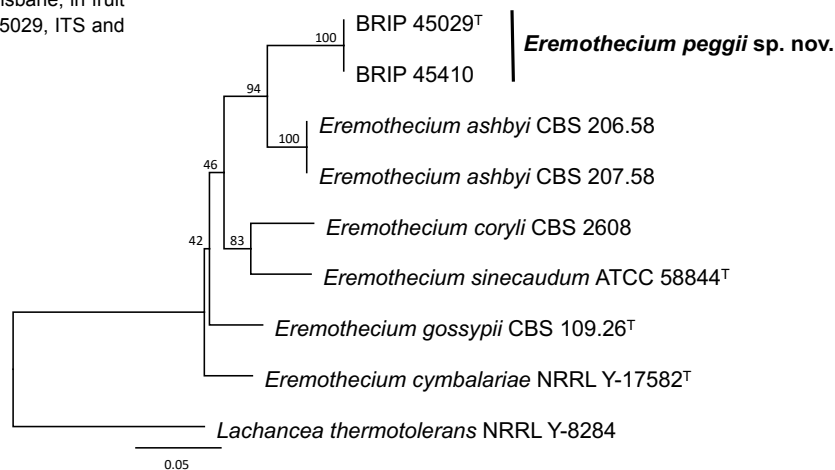 sbane, in fruit
5029, ITS and
100
BRIP 45029ᵀ
Eremothecium peggii sp. nov.
BRIP 45410
94
Eremothecium ashbyi CBS 206.58
100
46
Eremothecium ashbyi CBS 207.58
Eremothecium coryli CBS 2608
42
83
Eremothecium sinecaudum ATCC 58844ᵀ
Eremothecium gossypii CBS 109.26ᵀ
Eremothecium cymbalariae NRRL Y-17582ᵀ
Lachancea thermotolerans NRRL Y-8284
0.05